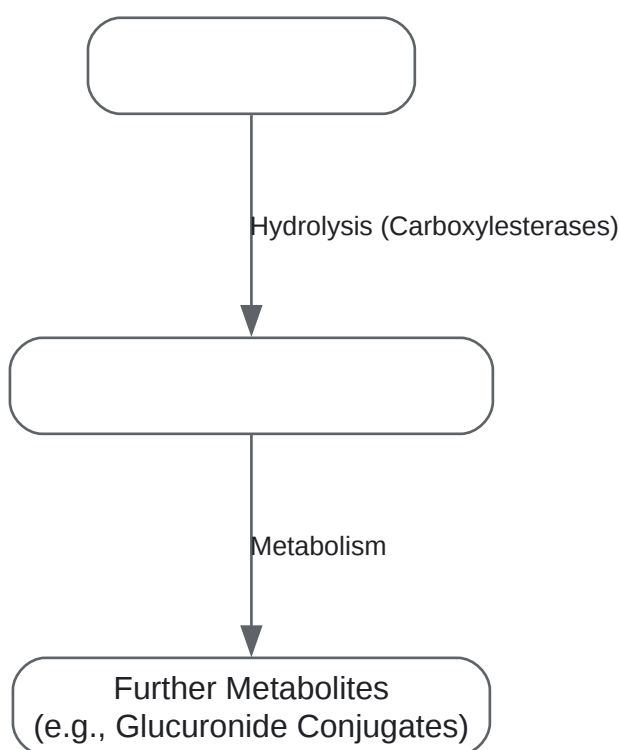 Hydrolysis (Carboxylesterases)
Metabolism
Further Metabolites
(e.g., Glucuronide Conjugates)